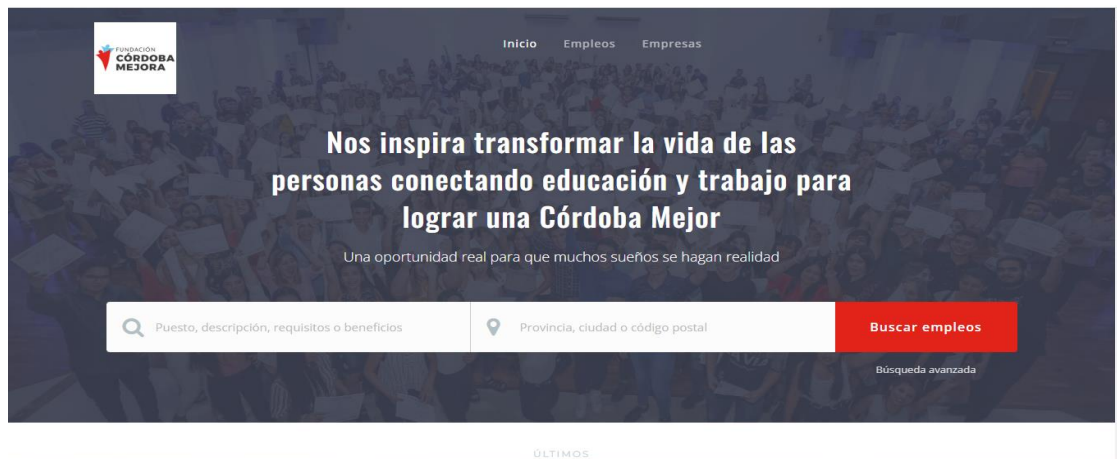 FUNDACIÓN
CÓRDOBA
MEJORA
Inicio Empleos Empresas
Nos inspira transformar la vida de las
personas conectando educación y trabajo para
lograr una Córdoba Mejor
Una oportunidad real para que muchos sueños se hagan realidad
Puesto, descripción, requisitos o beneficios
Provincia, ciudad o código postal
Buscar empleos
Búsqueda avanzada
ÚLTIMOS